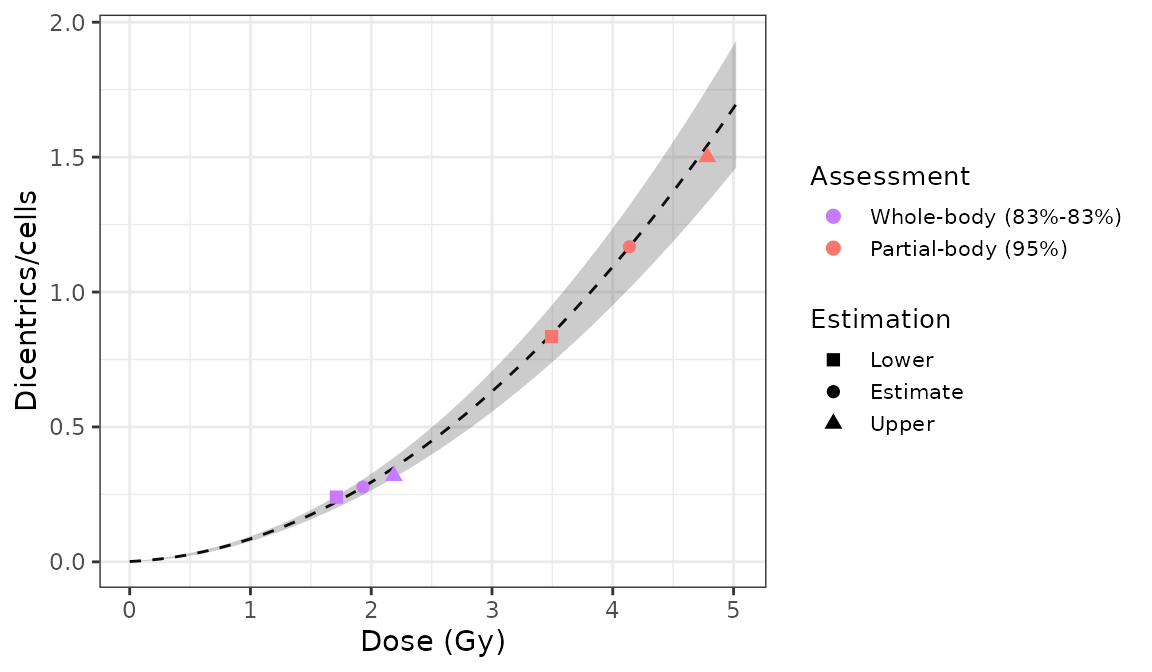 2.0
1.5
1.0
0.5
0.0
Dicentrics/cells
0 1 2 3 4 5
Dose (Gy)
Assessment
Whole-body (83%-83%)
Partial-body (95%)
Estimation
Lower
Estimate
Upper